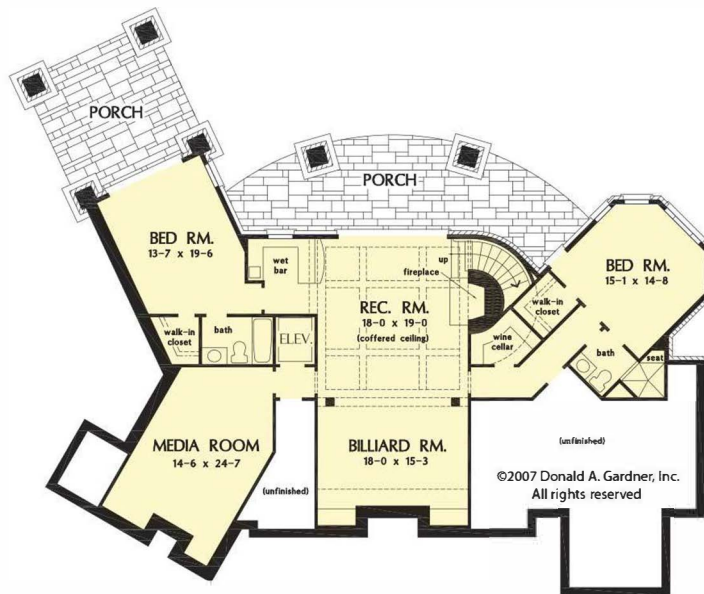 PORCH
PORCH
BED RM.
13-7 x 19-6
wet
bar
up
fireplace
BED RM.
15-1 x 14-8
REC. RM.
18-0 x 19-0
(coffered ceiling)
walk-in
closet
walk-in
closet
bath
ELEV.
wine
cellar
bath
seat
MEDIA ROOM
14-6 x 24-7
BILLIARD RM.
18-0 x 15-3
(unfinished)
(unfinished)
©2007 Donald A. Gardner, Inc.
All rights reserved